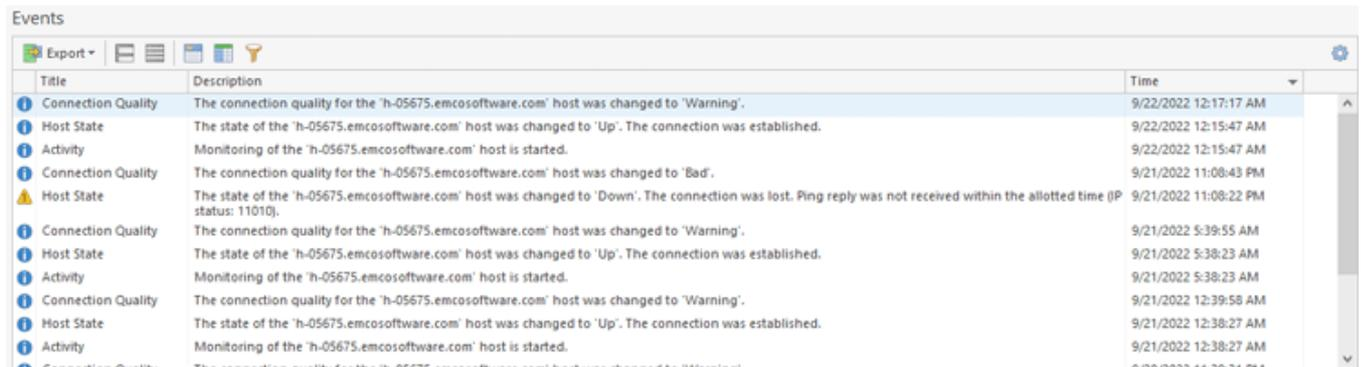 Events
Export
Title Description Time
Connection Quality The connection quality for the 'h-05675.emcosoftware.com' host was changed to 'Warning'. 9/22/2022 12:17:17 AM
Host State The state of the 'h-05675.emcosoftware.com' host was changed to 'Up'. The connection was established. 9/22/2022 12:15:47 AM
Activity Monitoring of the 'h-05675.emcosoftware.com' host is started. 9/22/2022 12:15:47 AM
Connection Quality The connection quality for the 'h-05675.emcosoftware.com' host was changed to 'Bad'. 9/21/2022 11:08:43 PM
Host State The state of the 'h-05675.emcosoftware.com' host was changed to 'Down'. The connection was lost. Ping reply was not received within the allotted time (IP 9/21/2022 11:08:22 PM
status: 11010).
Connection Quality The connection quality for the 'h-05675.emcosoftware.com' host was changed to 'Warning'. 9/21/2022 5:39:55 AM
Host State The state of the 'h-05675.emcosoftware.com' host was changed to 'Up'. The connection was established. 9/21/2022 5:38:23 AM
Activity Monitoring of the 'h-05675.emcosoftware.com' host is started. 9/21/2022 5:38:23 AM
Connection Quality The connection quality for the 'h-05675.emcosoftware.com' host was changed to 'Warning'. 9/21/2022 12:39:58 AM
Host State The state of the 'h-05675.emcosoftware.com' host was changed to 'Up'. The connection was established. 9/21/2022 12:38:27 AM
Activity Monitoring of the 'h-05675.emcosoftware.com' host is started. 9/21/2022 12:38:27 AM